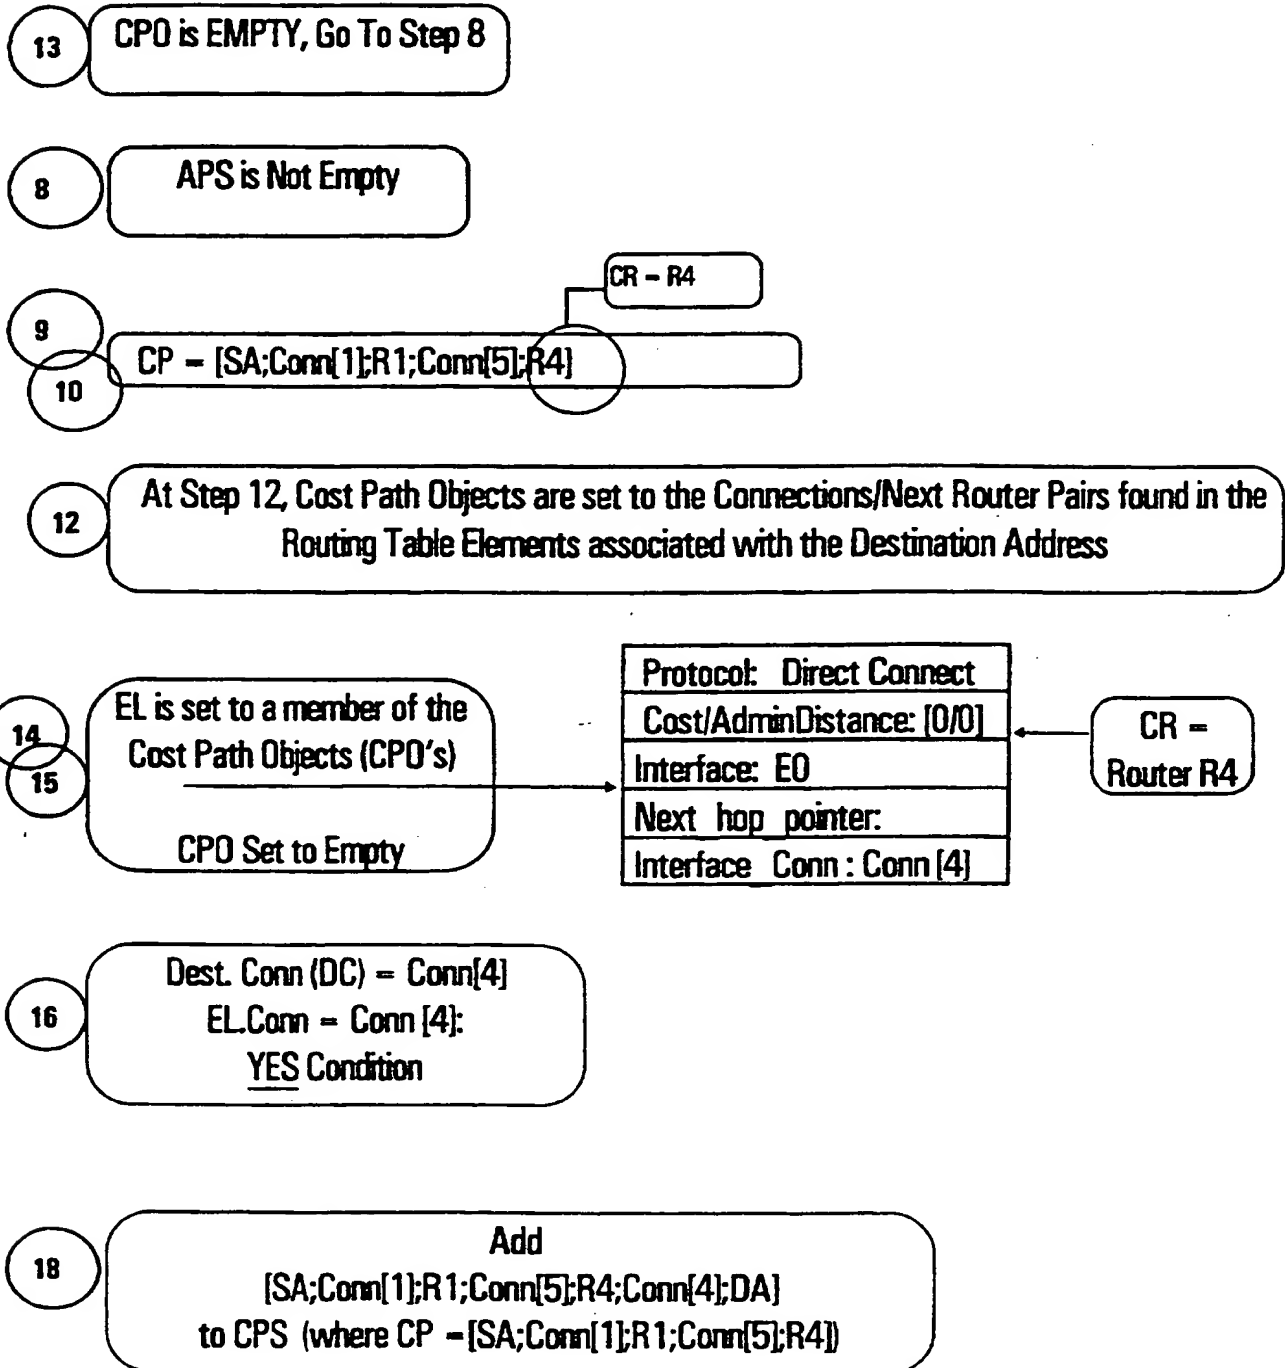 13
CPO is EMPTY, Go To Step 8
8
APS is Not Empty
CR = R4
9
10
CP = [SA;Conn[1];R1;Conn[5];R4]
12
At Step 12, Cost Path Objects are set to the Connections/Next Router Pairs found in the
Routing Table Elements associated with the Destination Address
14
15
EL is set to a member of the
Cost Path Objects (CPO's)
CPO Set to Empty
Protocol: Direct Connect
Cost/AdminDistance: [0/0]
Interface: E0
Next hop pointer:
Interface Conn : Conn [4]
CR =
Router R4
16
Dest. Conn (DC) = Conn[4]
EL.Conn = Conn [4]:
YES Condition
18
Add
[SA;Conn[1];R1;Conn[5];R4;Conn[4];DA]
to CPS (where CP =[SA;Conn[1];R1;Conn[5];R4])